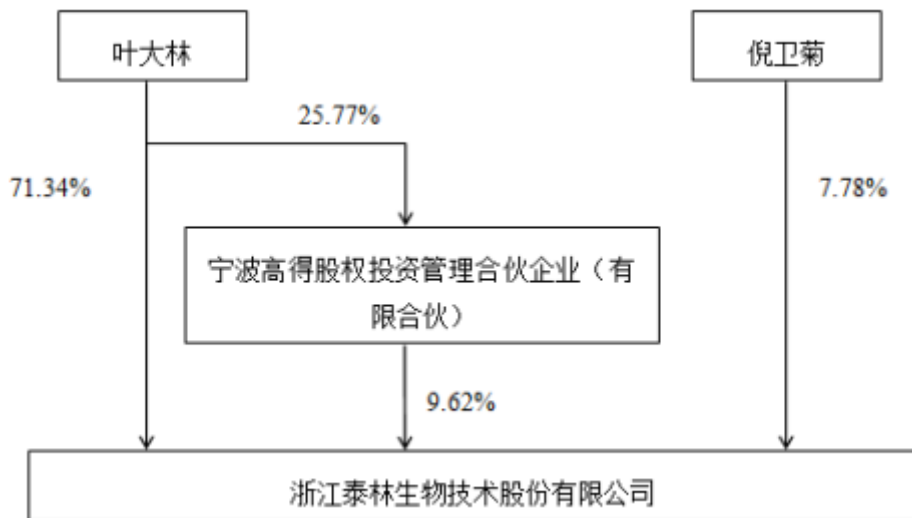 叶大林
倪卫菊
25.77%
71.34%
7.78%
宁波高得股权投资管理合伙企业（有
限合伙）
9.62%
浙江泰林生物技术股份有限公司